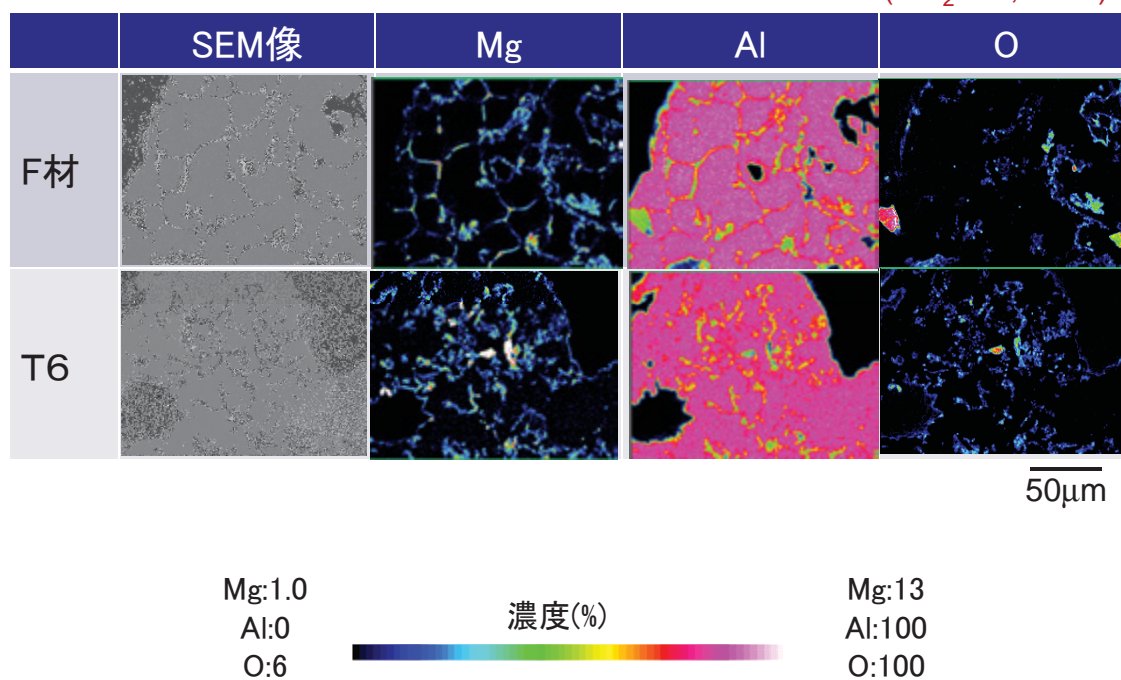 SEM像 Mg Al O
F材
T6
50μm
Mg:1.0
Al:0
O:6
濃度(%)
Mg:13
Al:100
O:100